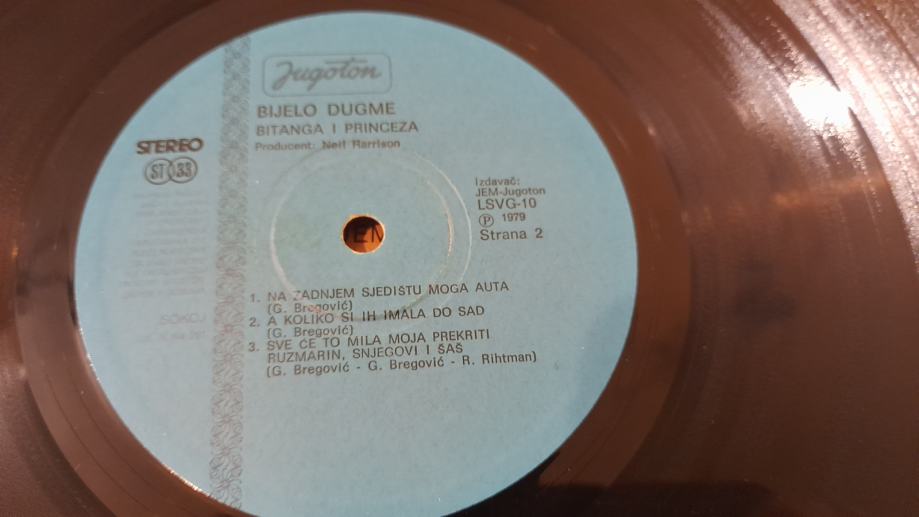 Jugoton
BIJELO DUGME
BITANGA I PRINCEZA
Producent: Neil Harrison
STEREO
ST 33
Izdavač:
JEM-Jugoton
LSVG-10
Ⓟ 1979
Strana 2
JEM
1. NA ZADNJEM SJEDIŠTU MOGA AUTA
(G. Bregović)
2. A KOLIKO SI IH IMALA DO SAD
(G. Bregović)
3. SVE ĆE TO MILA MOJA PREKRITI
RUZMARIN, SNJEGOVI I ŠAŠ
(G. Bregović - G. Bregović - R. Rihtman)
SOKOJ